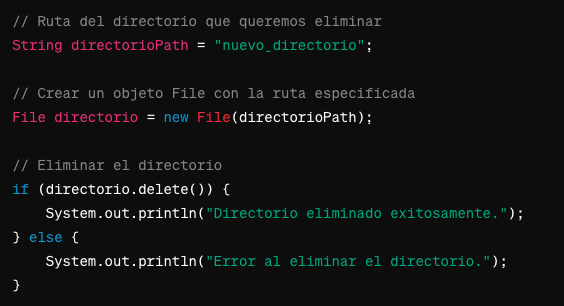 // Ruta del directorio que queremos eliminar
String directorioPath = "nuevo_directorio";

// Crear un objeto File con la ruta especificada
File directorio = new File(directorioPath);

// Eliminar el directorio
if (directorio.delete()) {
    System.out.println("Directorio eliminado exitosamente.");
} else {
    System.out.println("Error al eliminar el directorio.");
}